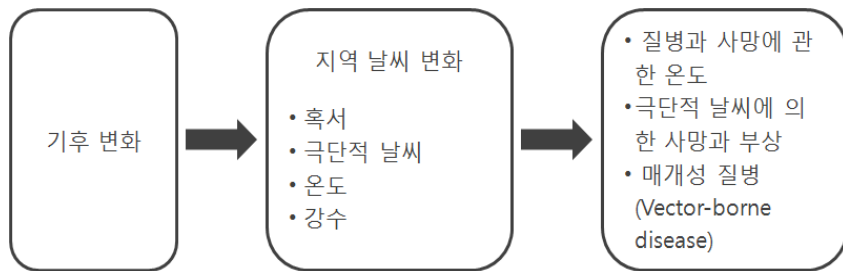 기후 변화
지역 날씨 변화
• 혹서
• 극단적 날씨
• 온도
• 강수
• 질병과 사망에 관
한 온도
•극단적 날씨에 의
한 사망과 부상
• 매개성 질병
(Vector-borne
disease)